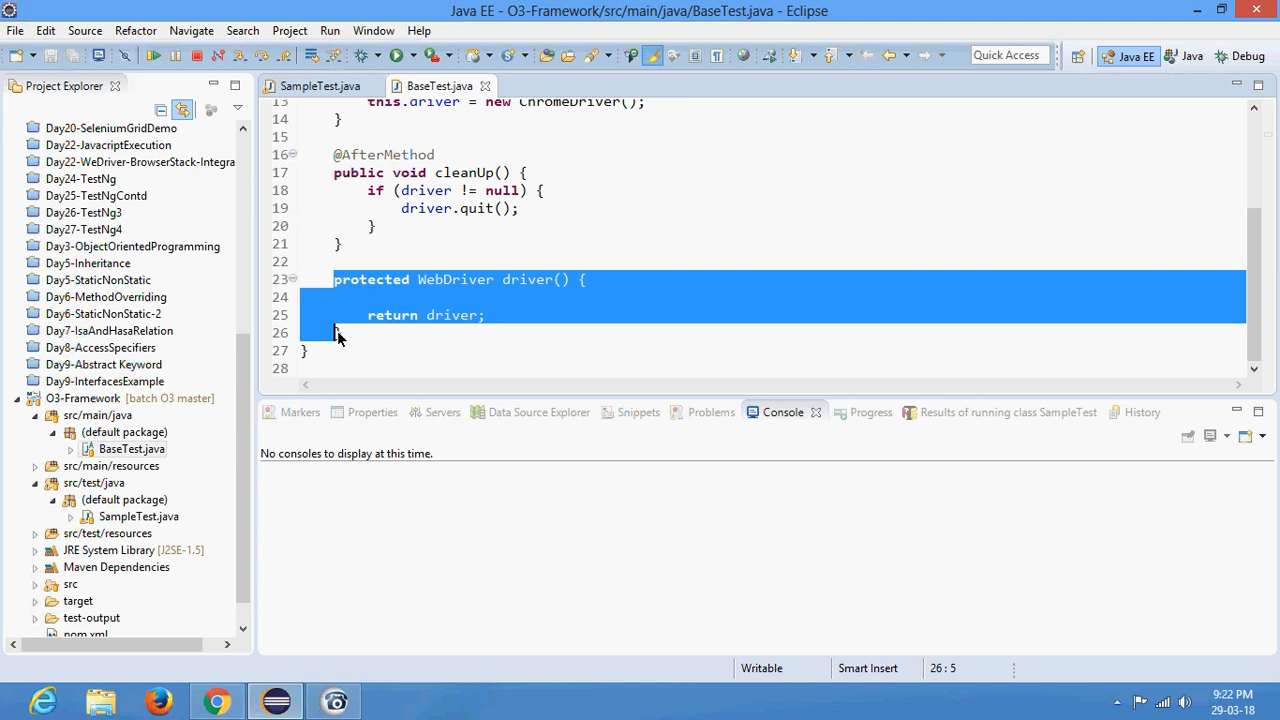 Java EE - O3-Framework/src/main/java/BaseTest.java - Eclipse
File Edit Source Refactor Navigate Search Project Run Window Help
Quick Access
Java EE
Java
Debug
Project Explorer
Day20-SeleniumGridDemo
Day22-JavacriptExecution
Day22-WeDriver-BrowserStack-Integra
Day24-TestNg
Day25-TestNgContd
Day26-TestNg3
Day27-TestNg4
Day3-ObjectOrientedProgramming
Day5-Inheritance
Day5-StaticNonStatic
Day6-MethodOverriding
Day6-StaticNonStatic-2
Day7-IsaAndHasaRelation
Day8-AccessSpecifiers
Day9-Abstract Keyword
Day9-InterfacesExample
O3-Framework [batch O3 master]
src/main/java
(default package)
BaseTest.java
src/main/resources
src/test/java
(default package)
SampleTest.java
src/test/resources
JRE System Library [J2SE-1.5]
Maven Dependencies
src
target
test-output
pom.xml
SampleTest.java
BaseTest.java
13 this.driver = new ChromeDriver();
14 }
15
16 @AfterMethod
17 public void cleanUp() {
18 if (driver != null) {
19 driver.quit();
20 }
21 }
22
23 protected WebDriver driver() {
24
25 return driver;
26 }
27 }
28
Markers Properties Servers Data Source Explorer Snippets Problems Console Progress Results of running class SampleTest History
No consoles to display at this time.
Writable
Smart Insert
26 : 5
9:22 PM
29-03-18